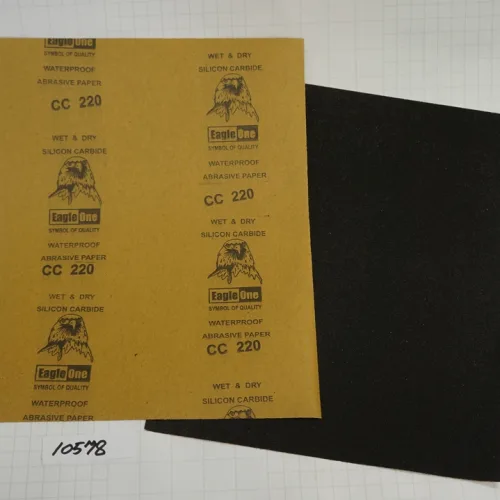 Eagle One
SYMBOL OF QUALITY
WATERPROOF
ABRASIVE PAPER
CC 220
WET & DRY
SILICON CARBIDE
Eagle One
SYMBOL OF QUALITY
WATERPROOF
ABRASIVE PAPER
CC 220
WET & DRY
SILICON CARBIDE
Eagle One
SYMBOL OF QUALITY
WATERPROOF
ABRASIVE PAPER
WET & DRY
SILICON CARBIDE
Eagle One
SYMBOL OF QUALITY
WATERPROOF
ABRASIVE PAPER
CC 220
WET & DRY
SILICON CARBIDE
Eagle One
SYMBOL OF QUALITY
WATERPROOF
ABRASIVE PAPER
CC 220
WET & DRY
SILICON CARBIDE
10578